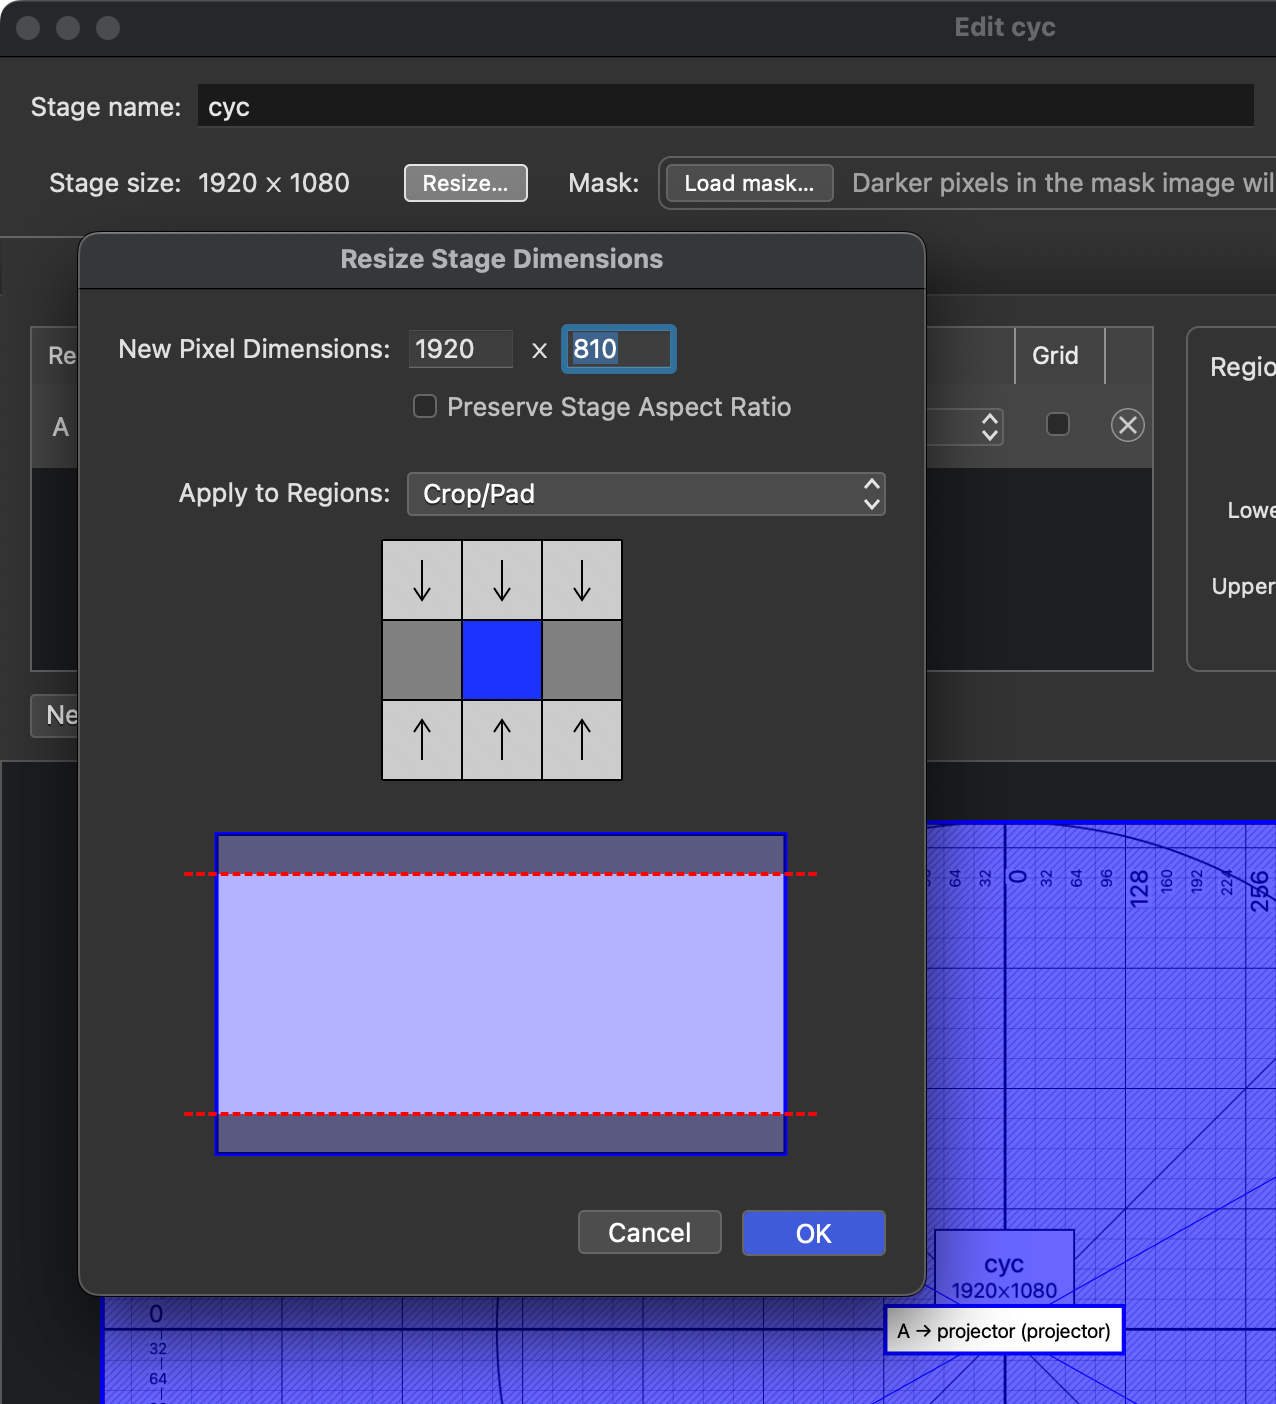 Edit cyc
Stage name: cyc
Stage size: 1920 x 1080 Resize... Mask: Load mask... Darker pixels in the mask image wil
Resize Stage Dimensions
New Pixel Dimensions: 1920 x 810
Preserve Stage Aspect Ratio
Apply to Regions: Crop/Pad
Re
Grid
Regio
A
Lowe
Upper
Ne
64 32 0 32 64 96 128 160 192 224 256
Cancel OK
cyc
1920×1080
A → projector (projector)
0
32
64